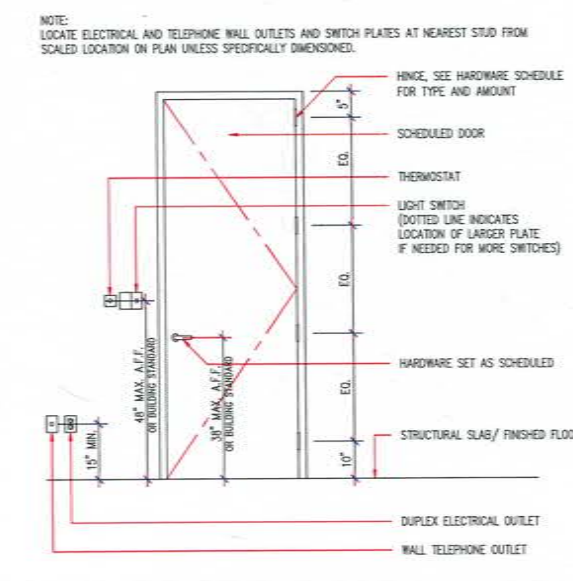 NOTE:
LOCATE ELECTRICAL AND TELEPHONE WALL OUTLETS AND SWITCH PLATES AT NEAREST STUD FROM
SCALED LOCATION ON PLAN UNLESS SPECIFICALLY DIMENSIONED.
HINGE, SEE HARDWARE SCHEDULE
FOR TYPE AND AMOUNT
5"
SCHEDULED DOOR
EQ.
THERMOSTAT
LIGHT SWITCH
(DOTTED LINE INDICATES
LOCATION OF LARGER PLATE
IF NEEDED FOR MORE SWITCHES)
EQ.
HARDWARE SET AS SCHEDULED
48" MAX. A.F.F.
OR BUILDING STANDARD
38" MAX. A.F.F.
OR BUILDING STANDARD
EQ.
15" MIN.
STRUCTURAL SLAB/ FINISHED FLOO
10"
DUPLEX ELECTRICAL OUTLET
WALL TELEPHONE OUTLET